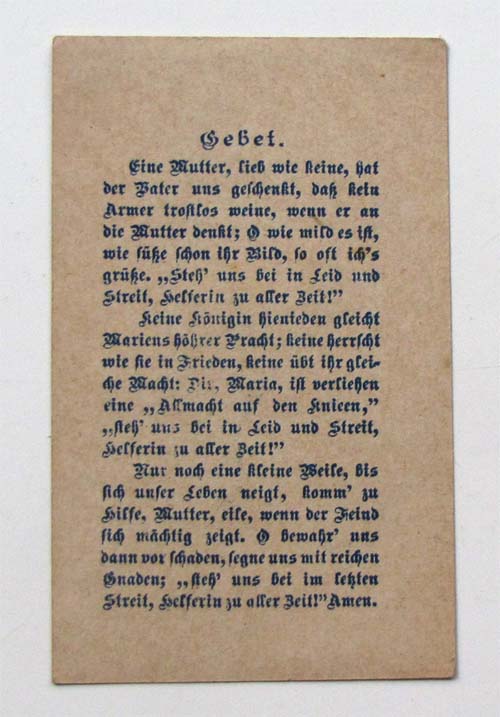 Gebet.
Eine Mutter, lieb wie keine, hat
der Vater uns geschenkt, daß kein
Armer trostlos weine, wenn er an
die Mutter denkt; O wie mild es ist,
wie süße schon ihr Bild, so oft ich's
grüße. „Steh' uns bei in Leid und
Streit, Helferin zu aller Zeit!"
Keine Königin hienieden gleicht
Mariens höhrer Pracht; keine herrscht
wie sie in Frieden, keine übt ihr glei-
che Macht: Dir, Maria, ist verliehen
eine „Allmacht auf den Knieen,"
„steh' uns bei in Leid und Streit,
Helferin zu aller Zeit!"
Nur noch eine kleine Weile, bis
sich unser Leben neigt, komm' zu
Hilfe, Mutter, eile, wenn der Feind
sich mächtig zeigt. O bewahr' uns
dann vor schaden, segne uns mit reichen
Gnaden; „steh' uns bei im letzten
Streit, Helferin zu aller Zeit!" Amen.